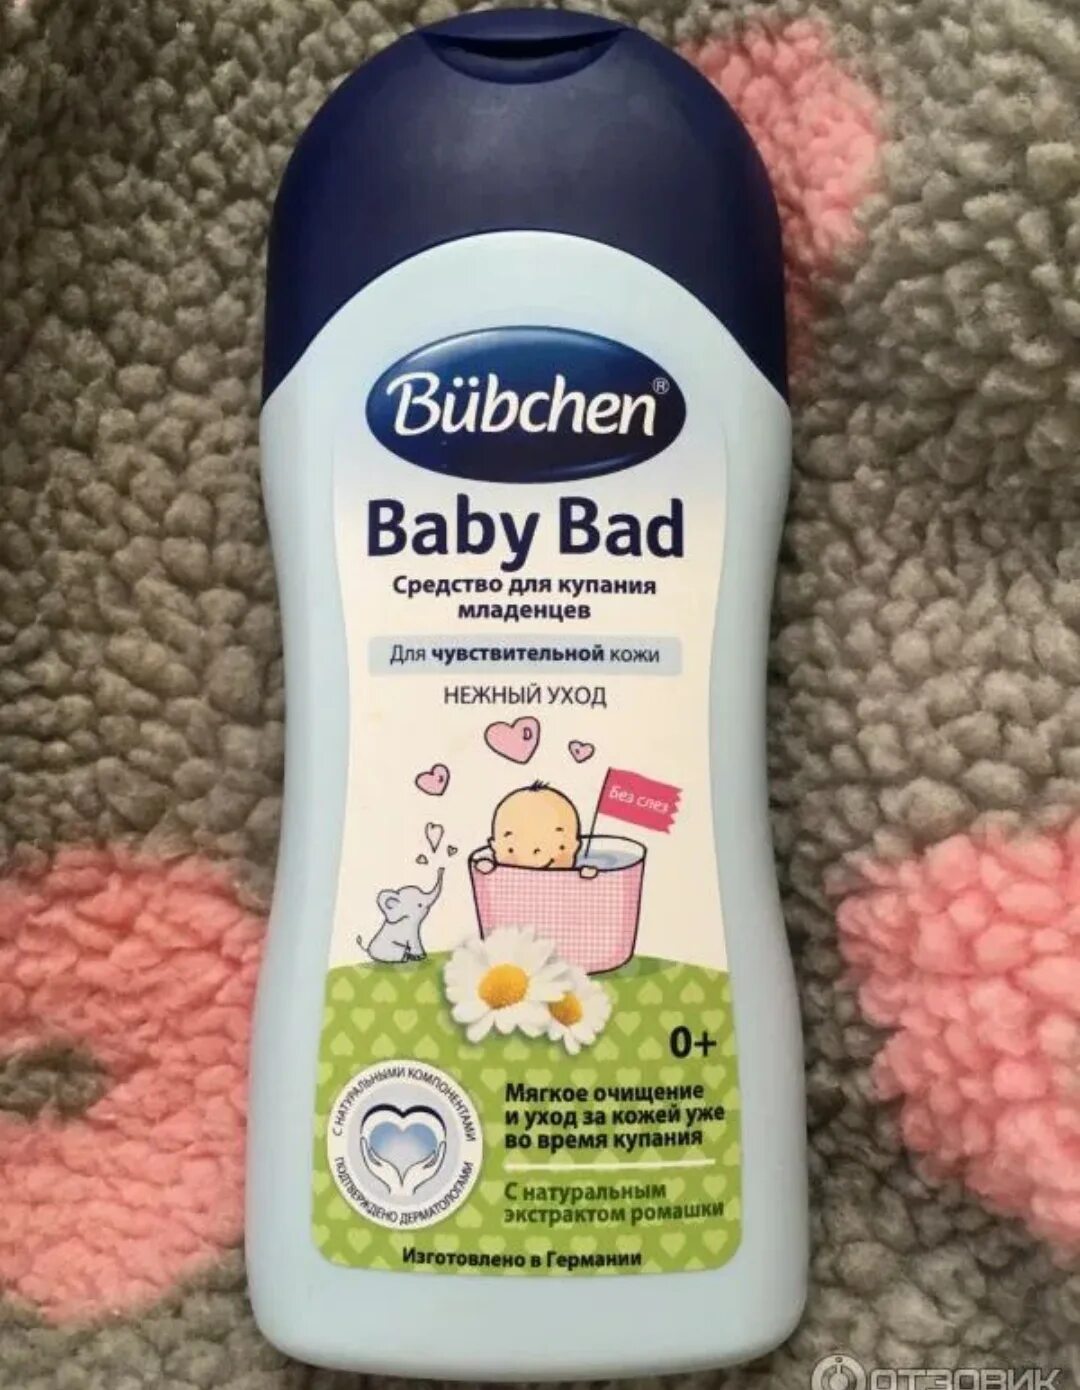 Bübchen®
Baby Bad
Средство для купания
младенцев
Для чувствительной кожи
НЕЖНЫЙ УХОД
Без слез
0+
С НАТУРАЛЬНЫМИ КОМПОНЕНТАМИ
ПОДТВЕРЖДЕНО ДЕРМАТОЛОГАМИ
Мягкое очищение
и уход за кожей уже
во время купания
С натуральным
экстрактом ромашки
Изготовлено в Германии
ОТЗОВИК